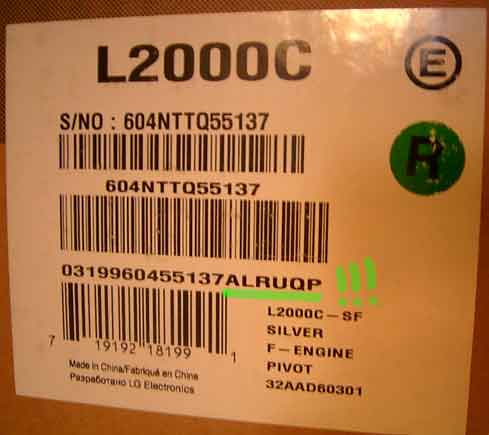 L2000C
E
S/NO : 604NTTQ55137
R
604NTTQ55137
0319960455137ALRUQP !!!
L2000C-SF
SILVER
F-ENGINE
PIVOT
32AAD60301
7 19192 18199 1
Made in China/Fabriqué en Chine
Разработано LG Electronics